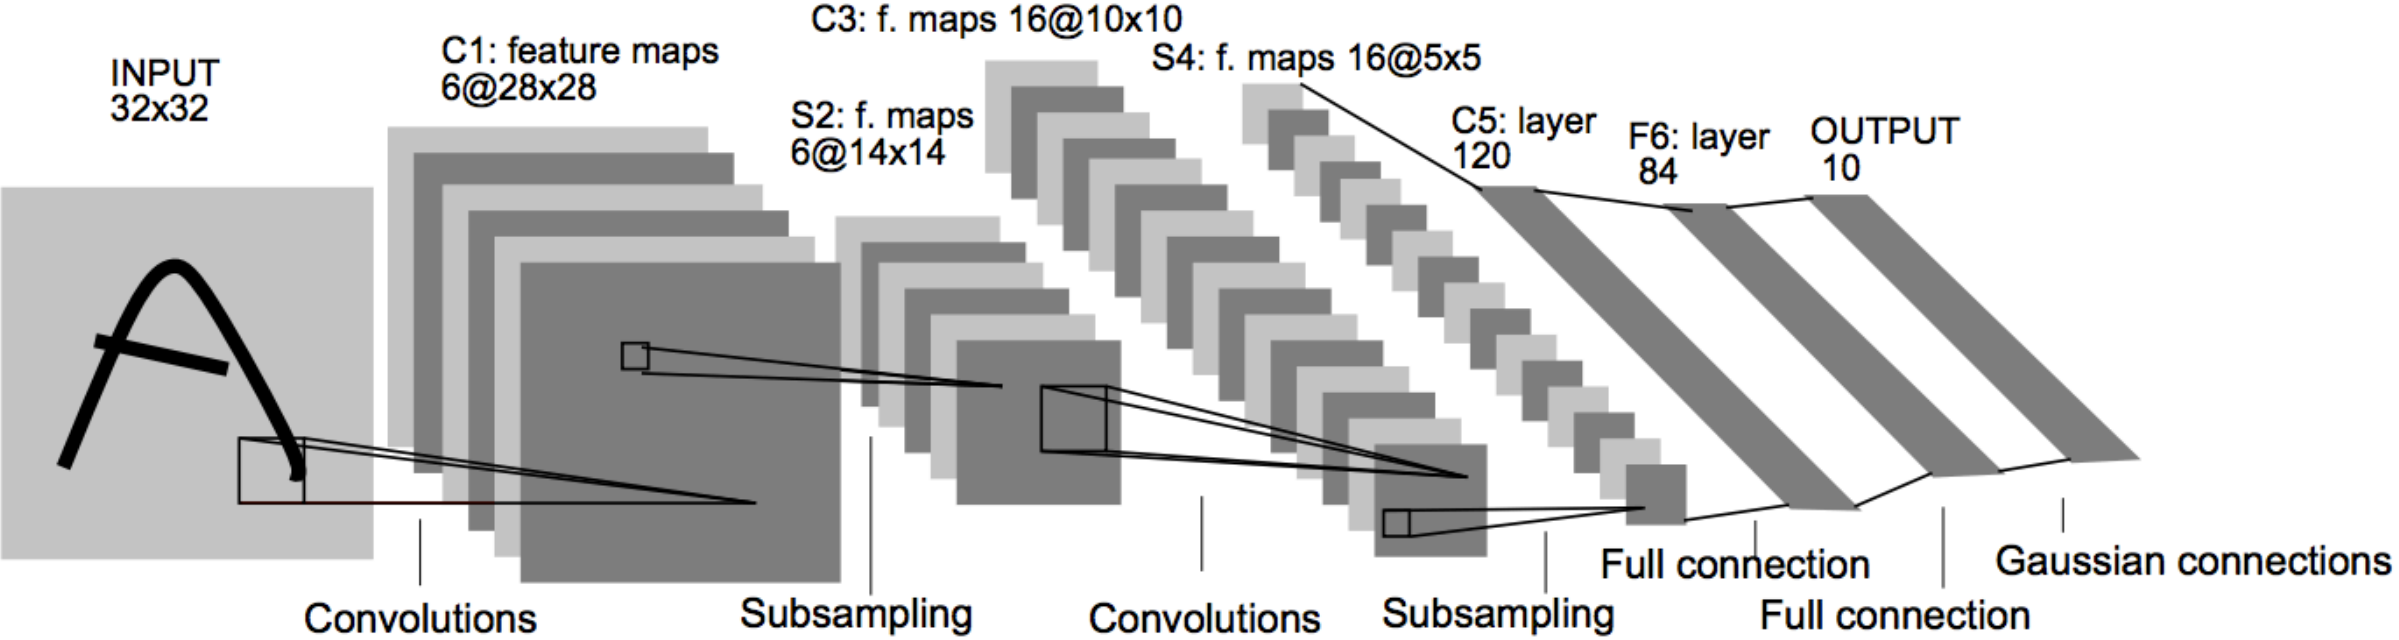 INPUT
32x32
C1: feature maps
6@28x28
S2: f. maps
6@14x14
C3: f. maps 16@10x10
S4: f. maps 16@5x5
C5: layer
120
F6: layer
84
OUTPUT
10
Convolutions
Subsampling
Convolutions
Subsampling
Full connection
Full connection
Gaussian connections